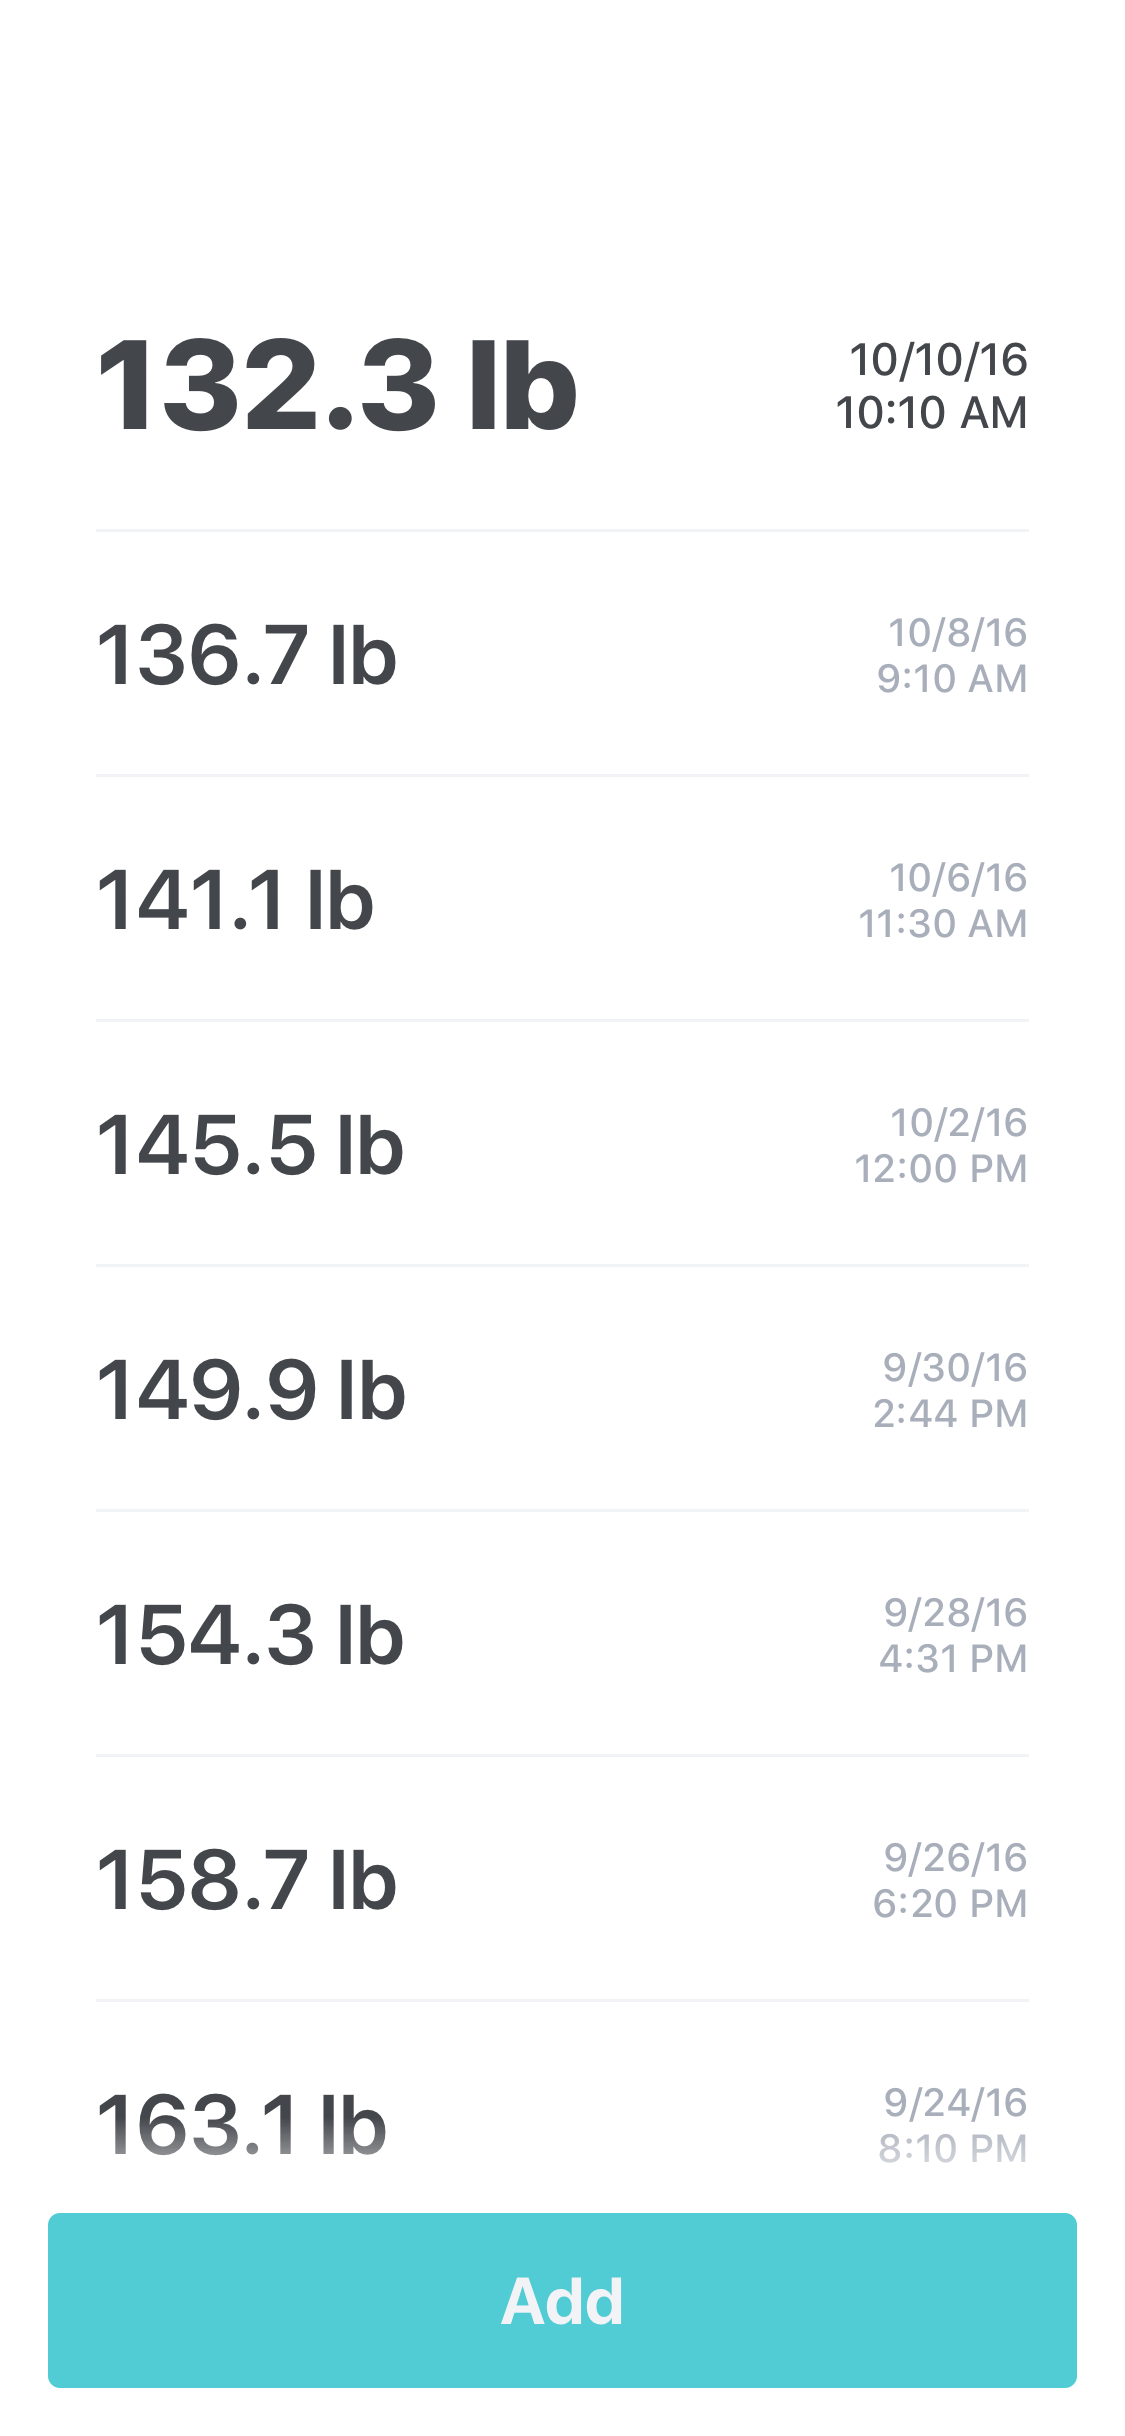 132.3 lb
10/10/16
10:10 AM
136.7 lb
10/8/16
9:10 AM
141.1 lb
10/6/16
11:30 AM
145.5 lb
10/2/16
12:00 PM
149.9 lb
9/30/16
2:44 PM
154.3 lb
9/28/16
4:31 PM
158.7 lb
9/26/16
6:20 PM
163.1 lb
9/24/16
8:10 PM
Add